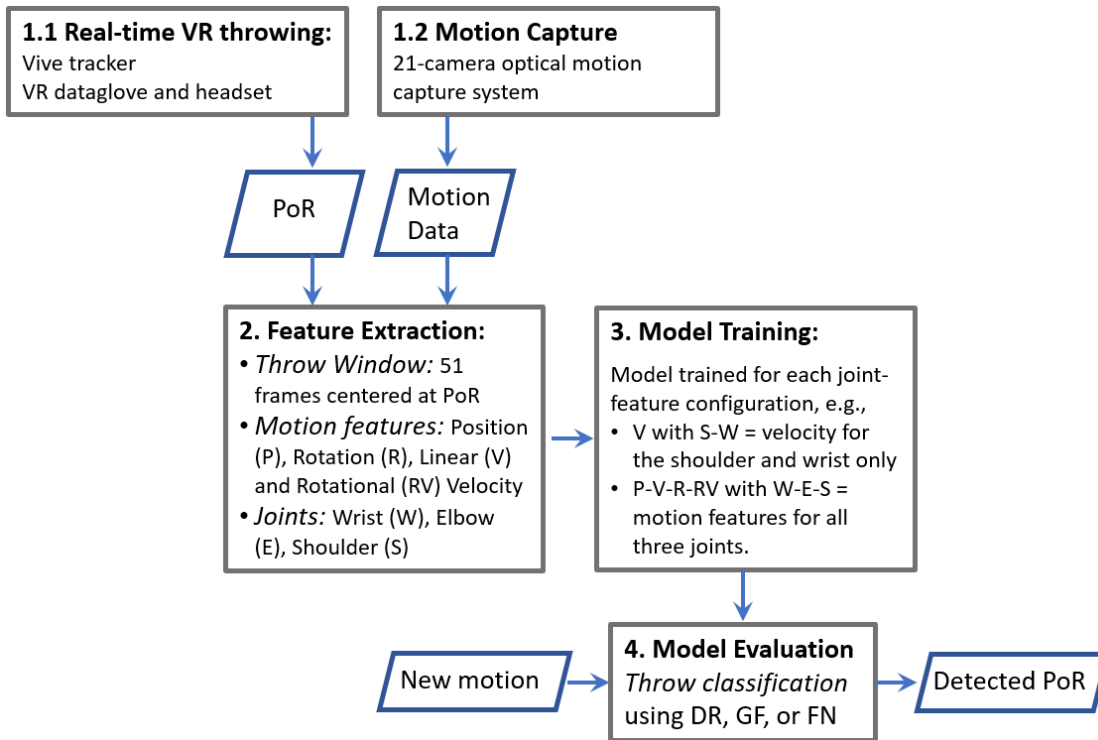 1.1 Real-time VR throwing:
Vive tracker
VR dataglove and headset
1.2 Motion Capture
21-camera optical motion
capture system
PoR
Motion
Data
2. Feature Extraction:
• Throw Window: 51
frames centered at PoR
• Motion features: Position
(P), Rotation (R), Linear (V)
and Rotational (RV) Velocity
• Joints: Wrist (W), Elbow
(E), Shoulder (S)
3. Model Training:
Model trained for each joint-
feature configuration, e.g.,
• V with S-W = velocity for
the shoulder and wrist only
• P-V-R-RV with W-E-S =
motion features for all
three joints.
New motion
4. Model Evaluation
Throw classification
using DR, GF, or FN
Detected PoR